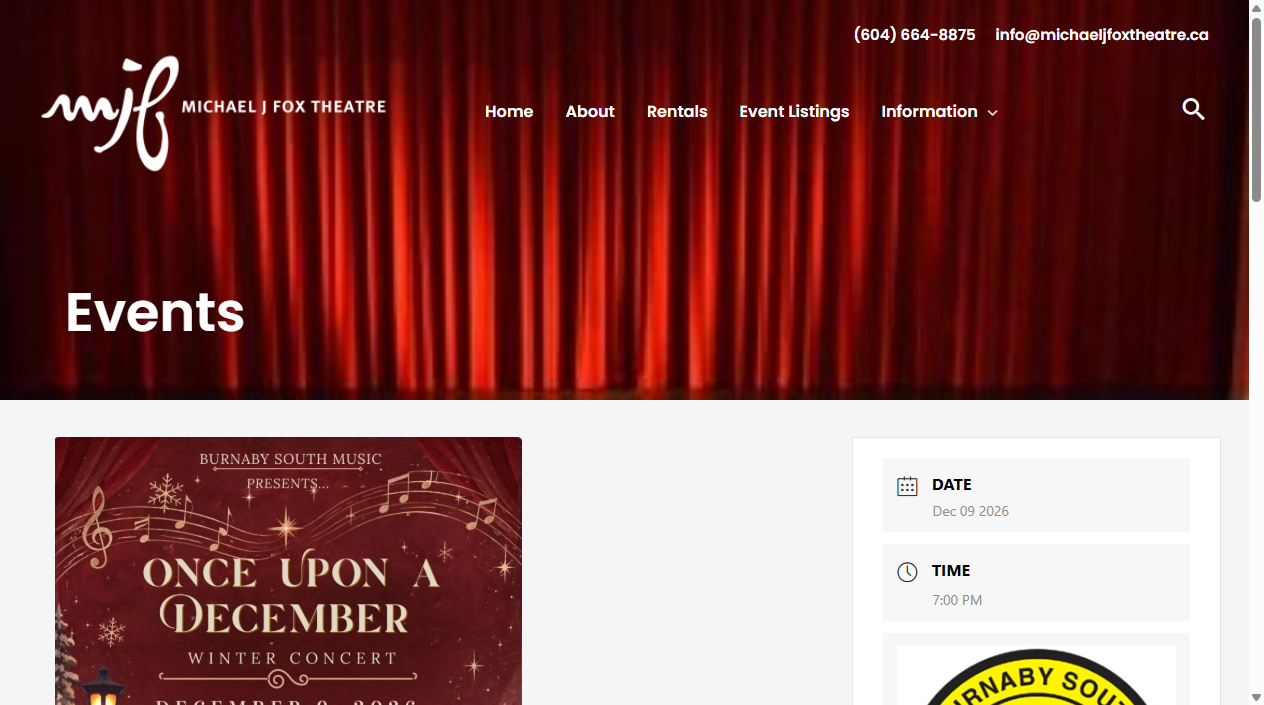 (604) 664-8875 info@michaeljfoxtheatre.ca
mjf MICHAEL J FOX THEATRE
Home About Rentals Event Listings Information
Events
BURNABY SOUTH MUSIC
PRESENTS...
ONCE UPON A
DECEMBER
WINTER CONCERT
DATE
Dec 09 2026
TIME
7:00 PM